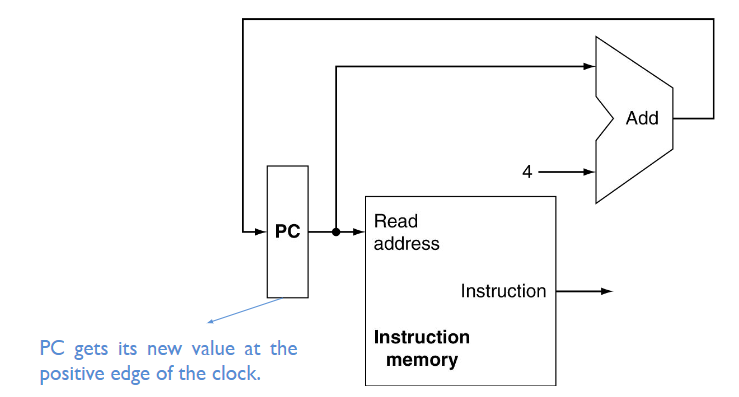 Add
4
PC
Read
address
Instruction
Instruction
memory
PC gets its new value at the
positive edge of the clock.